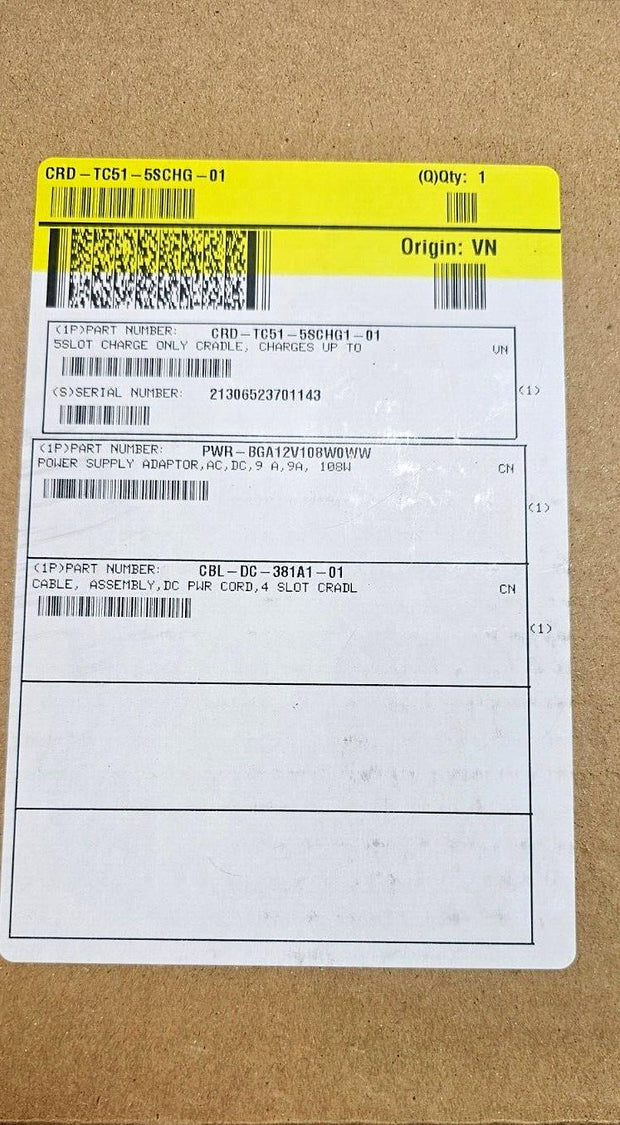 CRD-TC51-5SCHG-01 (Q)Qty: 1
Origin: VN
(1P)PART NUMBER: CRD-TC51-5SCHG1-01
5SLOT CHARGE ONLY CRADLE, CHARGES UP TO VN
(S)SERIAL NUMBER: 21306523701143 (1)
(1P)PART NUMBER: PWR-BGA12V108W0WW
POWER SUPPLY ADAPTOR,AC,DC,9 A,9A, 108W CN
(1)
(1P)PART NUMBER: CBL-DC-381A1-01
CABLE, ASSEMBLY,DC PWR CORD,4 SLOT CRADL CN
(1)